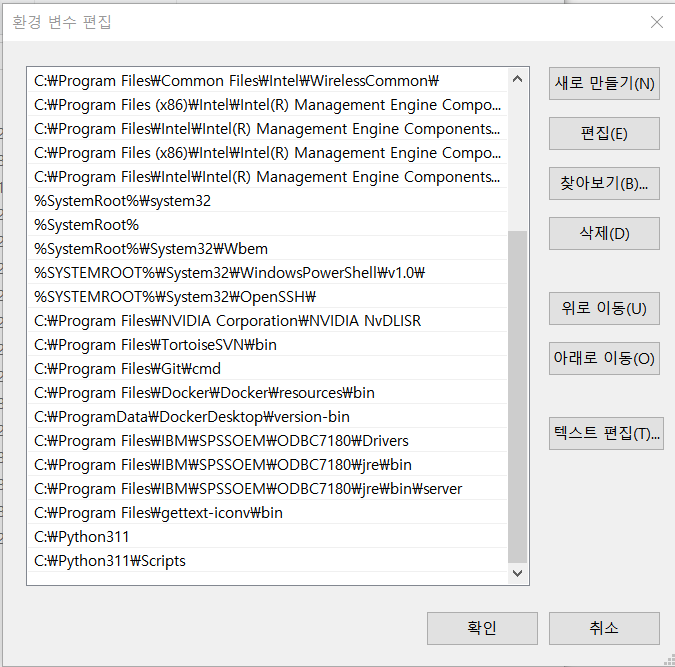 환경 변수 편집
C:₩Program Files₩Common Files₩Intel₩WirelessCommon₩
C:₩Program Files (x86)₩Intel₩Intel(R) Management Engine Compo...
C:₩Program Files₩Intel₩Intel(R) Management Engine Components...
C:₩Program Files (x86)₩Intel₩Intel(R) Management Engine Compo...
C:₩Program Files₩Intel₩Intel(R) Management Engine Components...
%SystemRoot%₩system32
%SystemRoot%
%SystemRoot%₩System32₩Wbem
%SYSTEMROOT%₩System32₩WindowsPowerShell₩v1.0₩
%SYSTEMROOT%₩System32₩OpenSSH₩
C:₩Program Files₩NVIDIA Corporation₩NVIDIA NvDLISR
C:₩Program Files₩TortoiseSVN₩bin
C:₩Program Files₩Git₩cmd
C:₩Program Files₩Docker₩Docker₩resources₩bin
C:₩ProgramData₩DockerDesktop₩version-bin
C:₩Program Files₩IBM₩SPSSOEM₩ODBC7180₩Drivers
C:₩Program Files₩IBM₩SPSSOEM₩ODBC7180₩jre₩bin
C:₩Program Files₩IBM₩SPSSOEM₩ODBC7180₩jre₩bin₩server
C:₩Program Files₩gettext-iconv₩bin
C:₩Python311
C:₩Python311₩Scripts
새로 만들기(N)
편집(E)
찾아보기(B)...
삭제(D)
위로 이동(U)
아래로 이동(O)
텍스트 편집(T)...
확인
취소